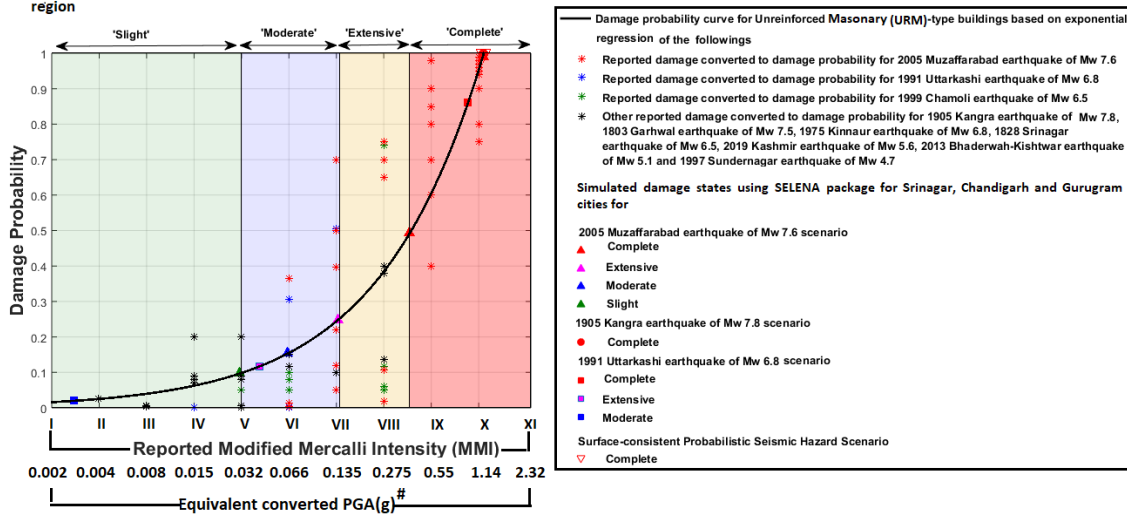 region
'Slight' 'Moderate' 'Extensive' 'Complete'
1
0.9
0.8
0.7
0.6
0.5
0.4
0.3
0.2
0.1
0
Damage Probability
I II III IV V VI VII VIII IX X XI
Reported Modified Mercalli Intensity (MMI)
0.002 0.004 0.008 0.015 0.032 0.066 0.135 0.275 0.55 1.14 2.32
Equivalent converted PGA(g)#
Damage probability curve for Unreinforced Masonary (URM)-type buildings based on exponential
regression of the followings
Reported damage converted to damage probability for 2005 Muzaffarabad earthquake of Mw 7.6
Reported damage converted to damage probability for 1991 Uttarkashi earthquake of Mw 6.8
Reported damage converted to damage probability for 1999 Chamoli earthquake of Mw 6.5
Other reported damage converted to damage probability for 1905 Kangra earthquake of Mw 7.8,
1803 Garhwal earthquake of Mw 7.5, 1975 Kinnaur earthquake of Mw 6.8, 1828 Srinagar
earthquake of Mw 6.5, 2019 Kashmir earthquake of Mw 5.6, 2013 Bhaderwah-Kishtwar earthquake
of Mw 5.1 and 1997 Sundernagar earthquake of Mw 4.7
Simulated damage states using SELENA package for Srinagar, Chandigarh and Gurugram
cities for
2005 Muzaffarabad earthquake of Mw 7.6 scenario
Complete
Extensive
Moderate
Slight
1905 Kangra earthquake of Mw 7.8 scenario
Complete
1991 Uttarkashi earthquake of Mw 6.8 scenario
Complete
Extensive
Moderate
Surface-consistent Probabilistic Seismic Hazard Scenario
Complete